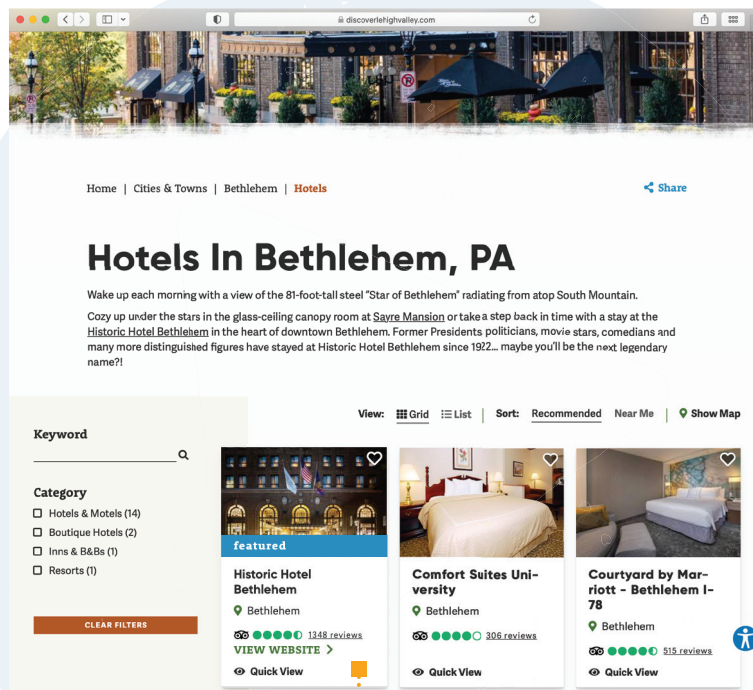 discoverlehighvalley.com
Home | Cities & Towns | Bethlehem | Hotels
Share
Hotels In Bethlehem, PA
Wake up each morning with a view of the 81-foot-tall steel "Star of Bethlehem" radiating from atop South Mountain.
Cozy up under the stars in the glass-ceiling canopy room at Sayre Mansion or take a step back in time with a stay at the
Historic Hotel Bethlehem in the heart of downtown Bethlehem. Former Presidents politicians, movie stars, comedians and
many more distinguished figures have stayed at Historic Hotel Bethlehem since 1922... maybe you'll be the next legendary
name?!
View: Grid List | Sort: Recommended Near Me | Show Map
Keyword
Category
Hotels & Motels (14)
Boutique Hotels (2)
Inns & B&Bs (1)
Resorts (1)
CLEAR FILTERS
featured
Historic Hotel
Bethlehem
Bethlehem
1348 reviews
VIEW WEBSITE
Quick View
Comfort Suites Uni-
versity
Bethlehem
306 reviews
Quick View
Courtyard by Mar-
riott - Bethlehem I-
78
Bethlehem
515 reviews
Quick View